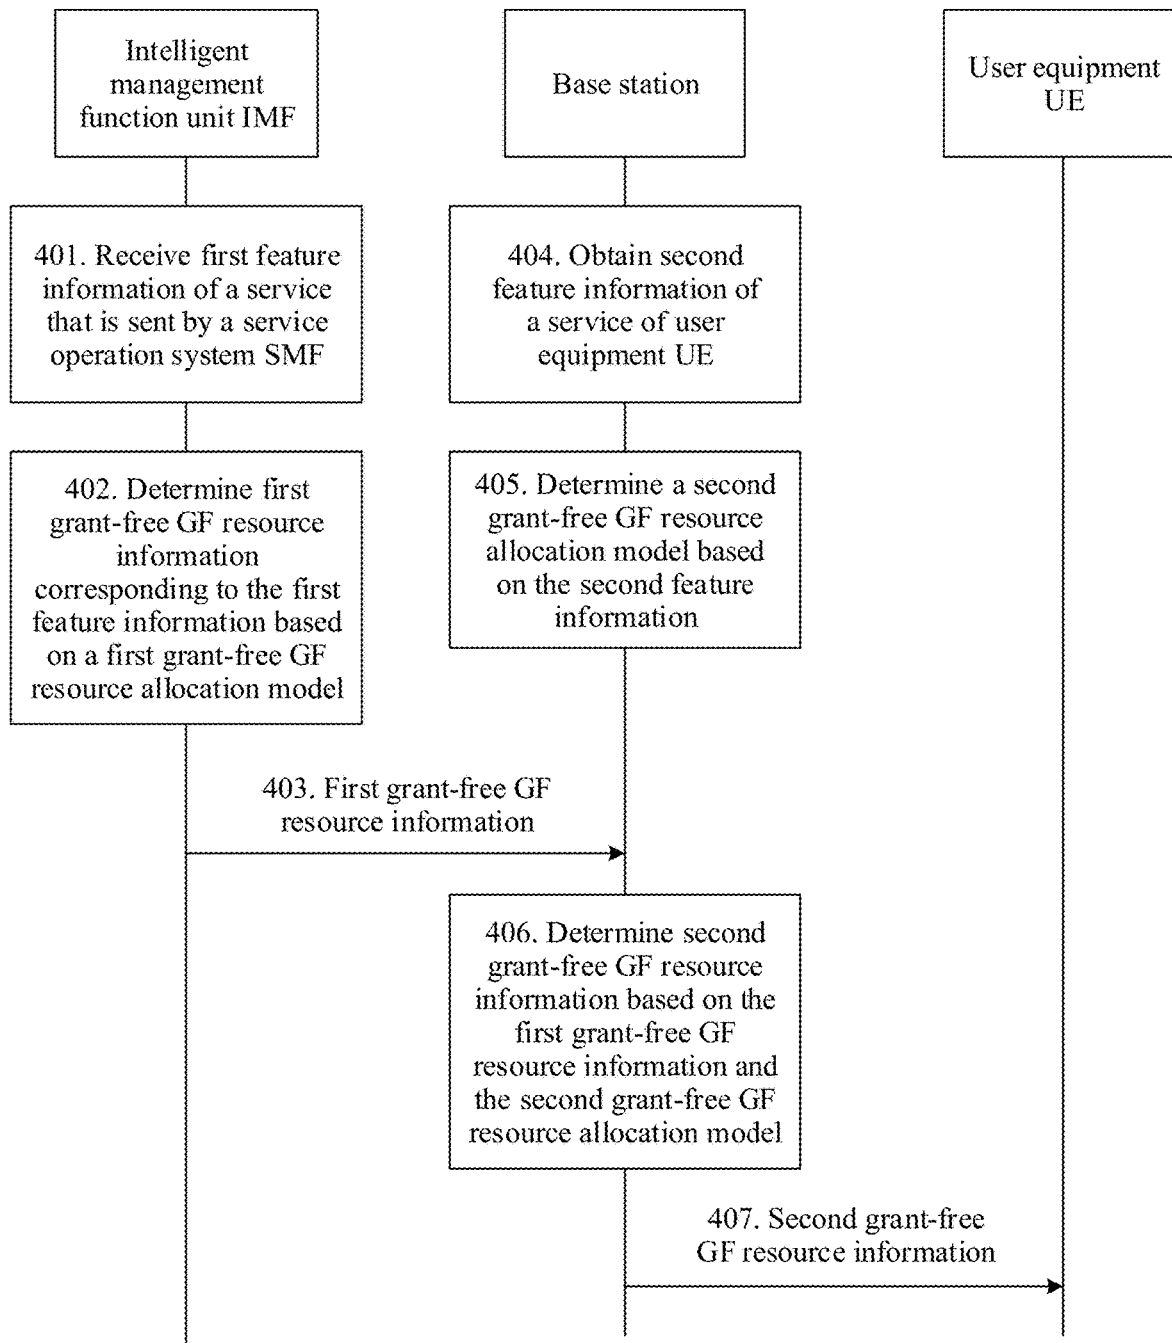 Intelligent
management
function unit IMF
Base station
User equipment
UE
401. Receive first feature
information of a service
that is sent by a service
operation system SMF
404. Obtain second
feature information of
a service of user
equipment UE
402. Determine first
grant-free GF resource
information
corresponding to the first
feature information based
on a first grant-free GF
resource allocation model
405. Determine a second
grant-free GF resource
allocation model based
on the second feature
information
403. First grant-free GF
resource information
406. Determine second
grant-free GF resource
information based on the
first grant-free GF
resource information and
the second grant-free GF
resource allocation model
407. Second grant-free
GF resource information